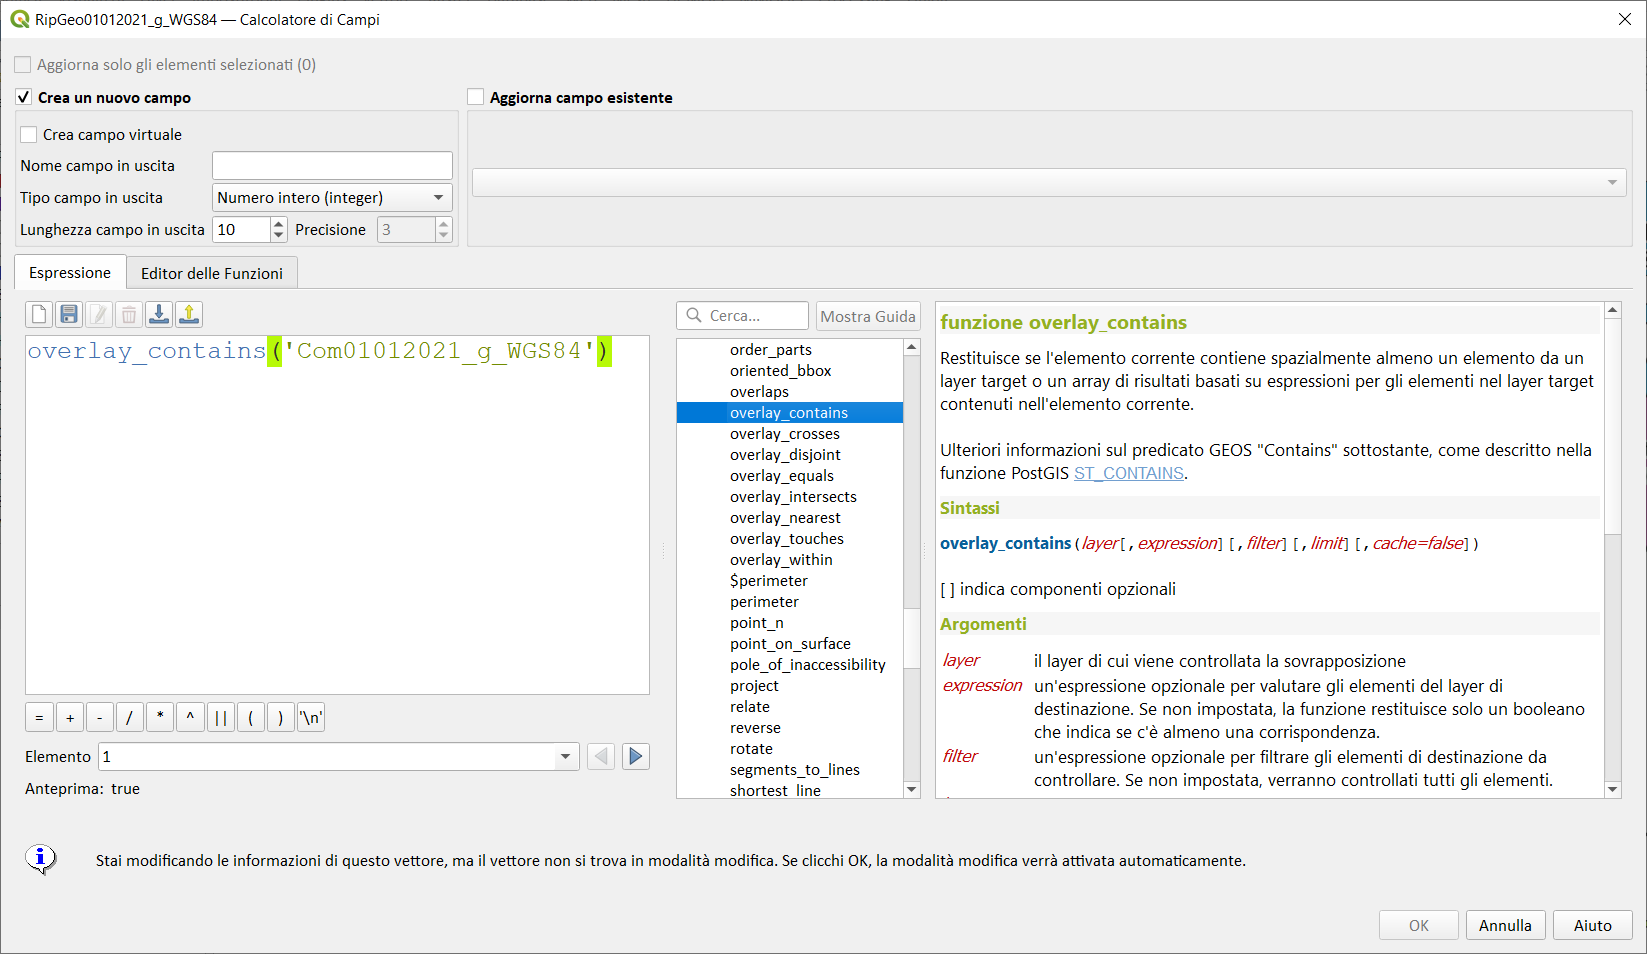 RipGeo01012021_g_WGS84 — Calcolatore di Campi
Aggiorna solo gli elementi selezionati (0)
Crea un nuovo campo
Aggiorna campo esistente
Crea campo virtuale
Nome campo in uscita
Tipo campo in uscita
Numero intero (integer)
Lunghezza campo in uscita
10
Precisione
3
Espressione
Editor delle Funzioni
overlay_contains('Com01012021_g_WGS84')
=
+
-
/
*
^
||
(
)
'\n'
Elemento
1
Anteprima: true
Cerca...
Mostra Guida
order_parts
oriented_bbox
overlaps
overlay_contains
overlay_crosses
overlay_disjoint
overlay_equals
overlay_intersects
overlay_nearest
overlay_touches
overlay_within
$perimeter
perimeter
point_n
point_on_surface
pole_of_inaccessibility
project
relate
reverse
rotate
segments_to_lines
shortest_line
funzione overlay_contains
Restituisce se l'elemento corrente contiene spazialmente almeno un elemento da un
layer target o un array di risultati basati su espressioni per gli elementi nel layer target
contenuti nell'elemento corrente.
Ulteriori informazioni sul predicato GEOS "Contains" sottostante, come descritto nella
funzione PostGIS ST_CONTAINS.
Sintassi
overlay_contains(layer[,expression][,filter][,limit][,cache=false])
[ ] indica componenti opzionali
Argomenti
layer
il layer di cui viene controllata la sovrapposizione
expression
un'espressione opzionale per valutare gli elementi del layer di
destinazione. Se non impostata, la funzione restituisce solo un booleano
che indica se c'è almeno una corrispondenza.
filter
un'espressione opzionale per filtrare gli elementi di destinazione da
controllare. Se non impostata, verranno controllati tutti gli elementi.
Stai modificando le informazioni di questo vettore, ma il vettore non si trova in modalità modifica. Se clicchi OK, la modalità modifica verrà attivata automaticamente.
OK
Annulla
Aiuto